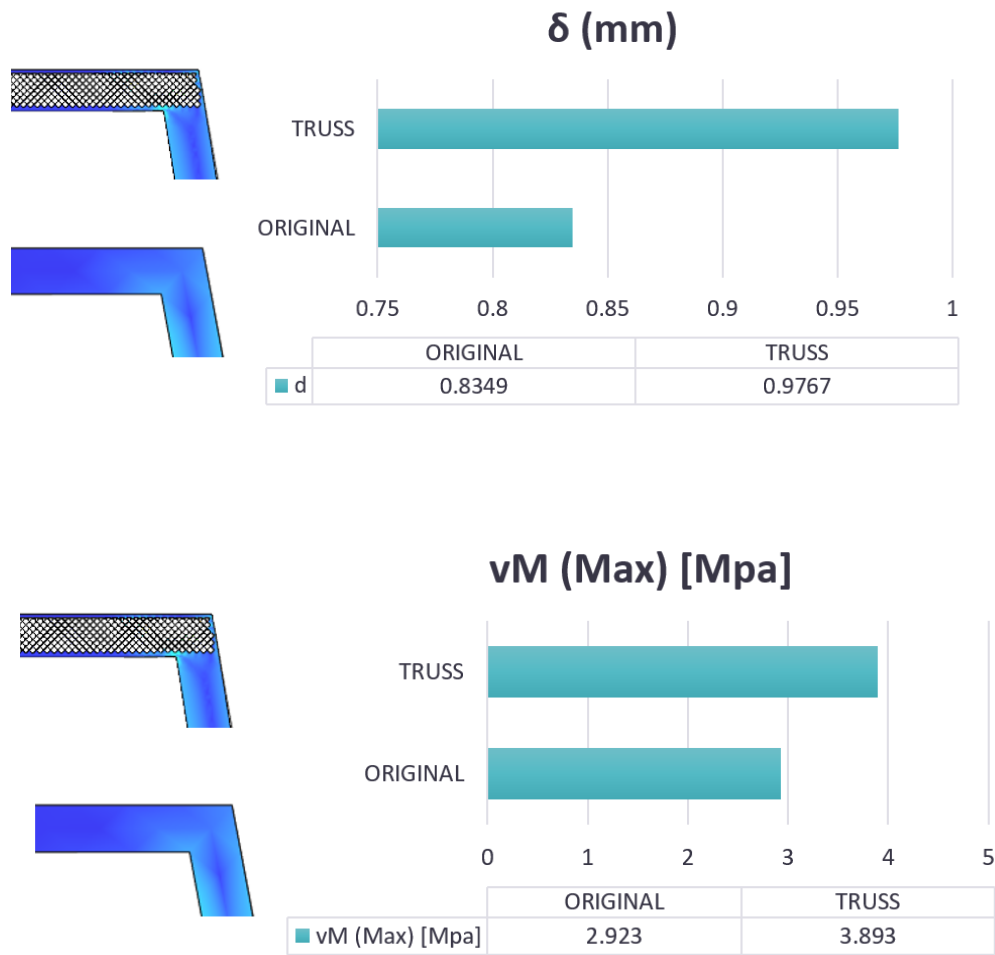 δ (mm)
TRUSS
ORIGINAL
0.75 0.8 0.85 0.9 0.95 1
ORIGINAL TRUSS
d 0.8349 0.9767
vM (Max) [Mpa]
TRUSS
ORIGINAL
0 1 2 3 4 5
ORIGINAL TRUSS
vM (Max) [Mpa] 2.923 3.893